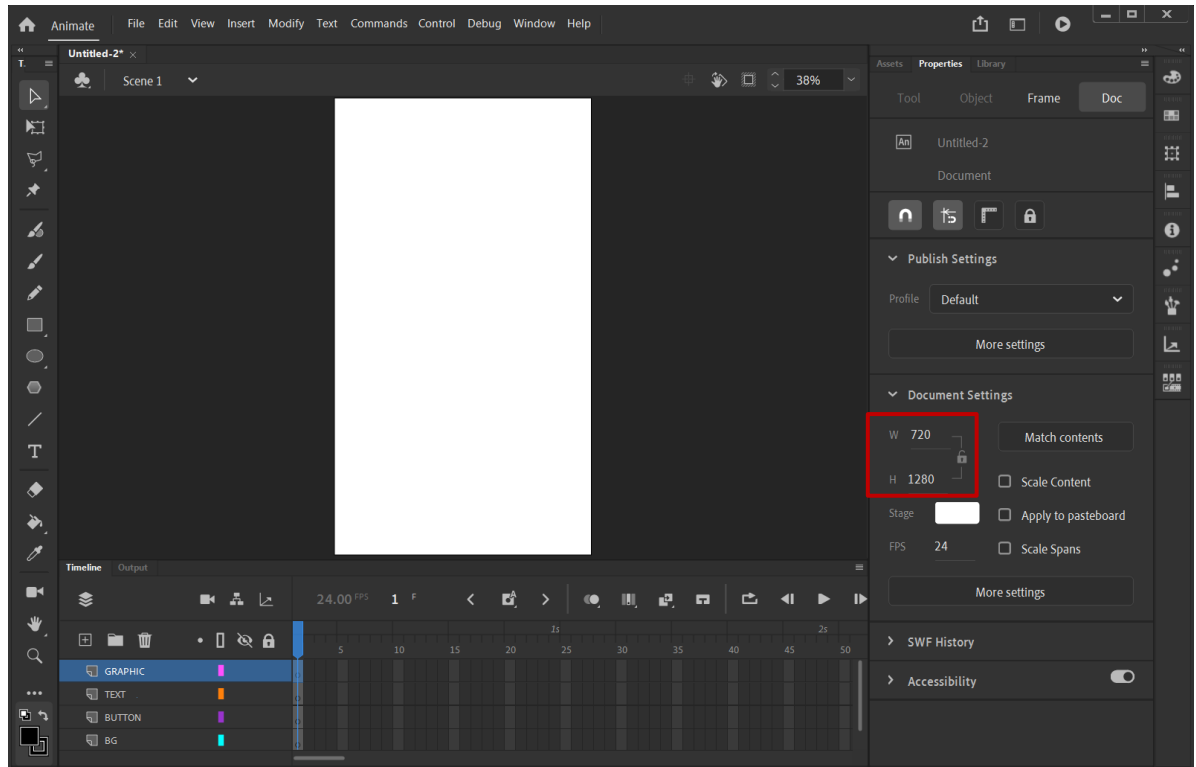 Animate File Edit View Insert Modify Text Commands Control Debug Window Help
T.
Untitled-2* ×
Scene 1
38%
Assets Properties Library
Tool Object Frame Doc
An Untitled-2
Document
Publish Settings
Profile Default
More settings
Document Settings
W 720
Match contents
H 1280
Scale Content
Stage
Apply to pasteboard
FPS 24
Scale Spans
More settings
SWF History
Accessibility
T
Timeline Output
24.00 FPS 1 F
1s 2s
5 10 15 20 25 30 35 40 45 50
GRAPHIC
TEXT
BUTTON
BG